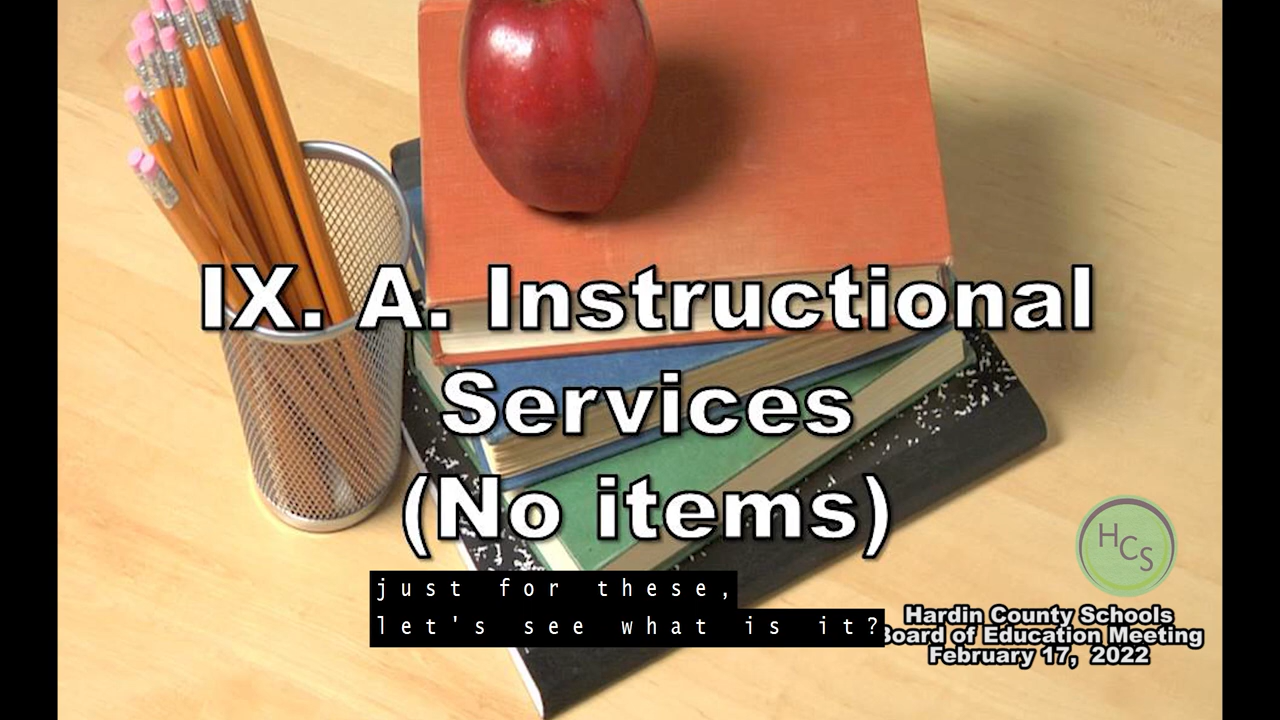 IX. A. Instructional
Services
(No items)
just for these,
let's see what is it?
HCS
Hardin County Schools
Board of Education Meeting
February 17, 2022